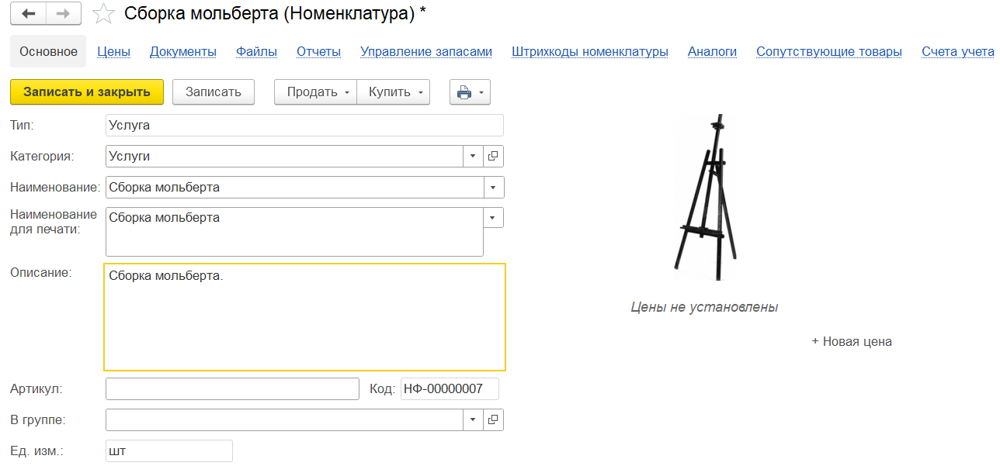 Сборка мольберта (Номенклатура) *
Основное Цены Документы Файлы Отчеты Управление запасами Штрихкоды номенклатуры Аналоги Сопутствующие товары Счета учета
Записать и закрыть Записать Продать Купить
Тип: Услуга
Категория: Услуги
Наименование: Сборка мольберта
Наименование Сборка мольберта
для печати:
Описание: Сборка мольберта.
Цены не установлены
+ Новая цена
Артикул: Код: НФ-00000007
В группе:
Ед. изм.: шт